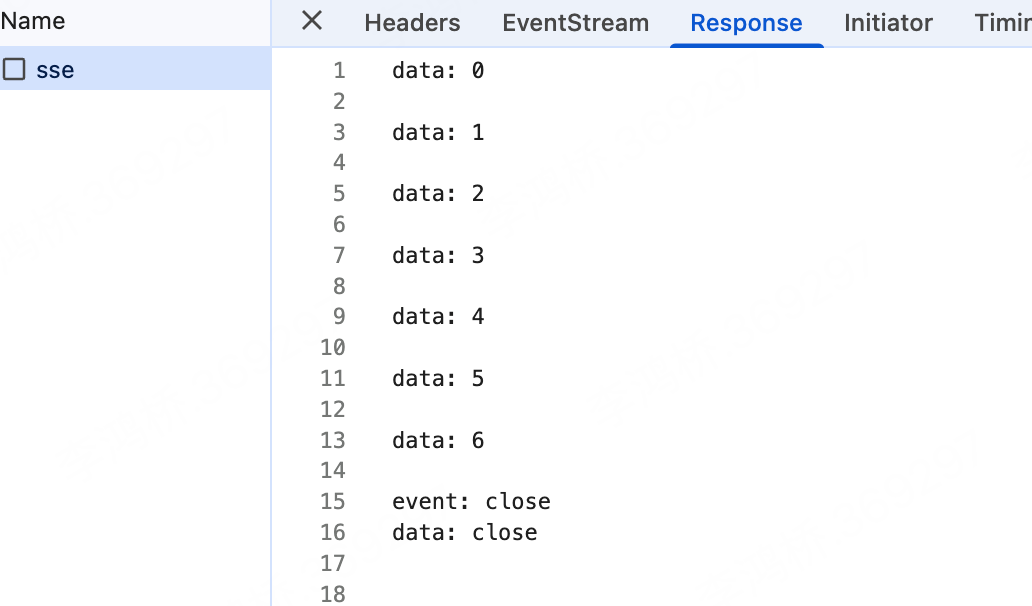 Name
Headers EventStream Response Initiator Timin
sse
1 data: 0
2
3 data: 1
4
5 data: 2
6
7 data: 3
8
9 data: 4
10
11 data: 5
12
13 data: 6
14
15 event: close
16 data: close
17
18